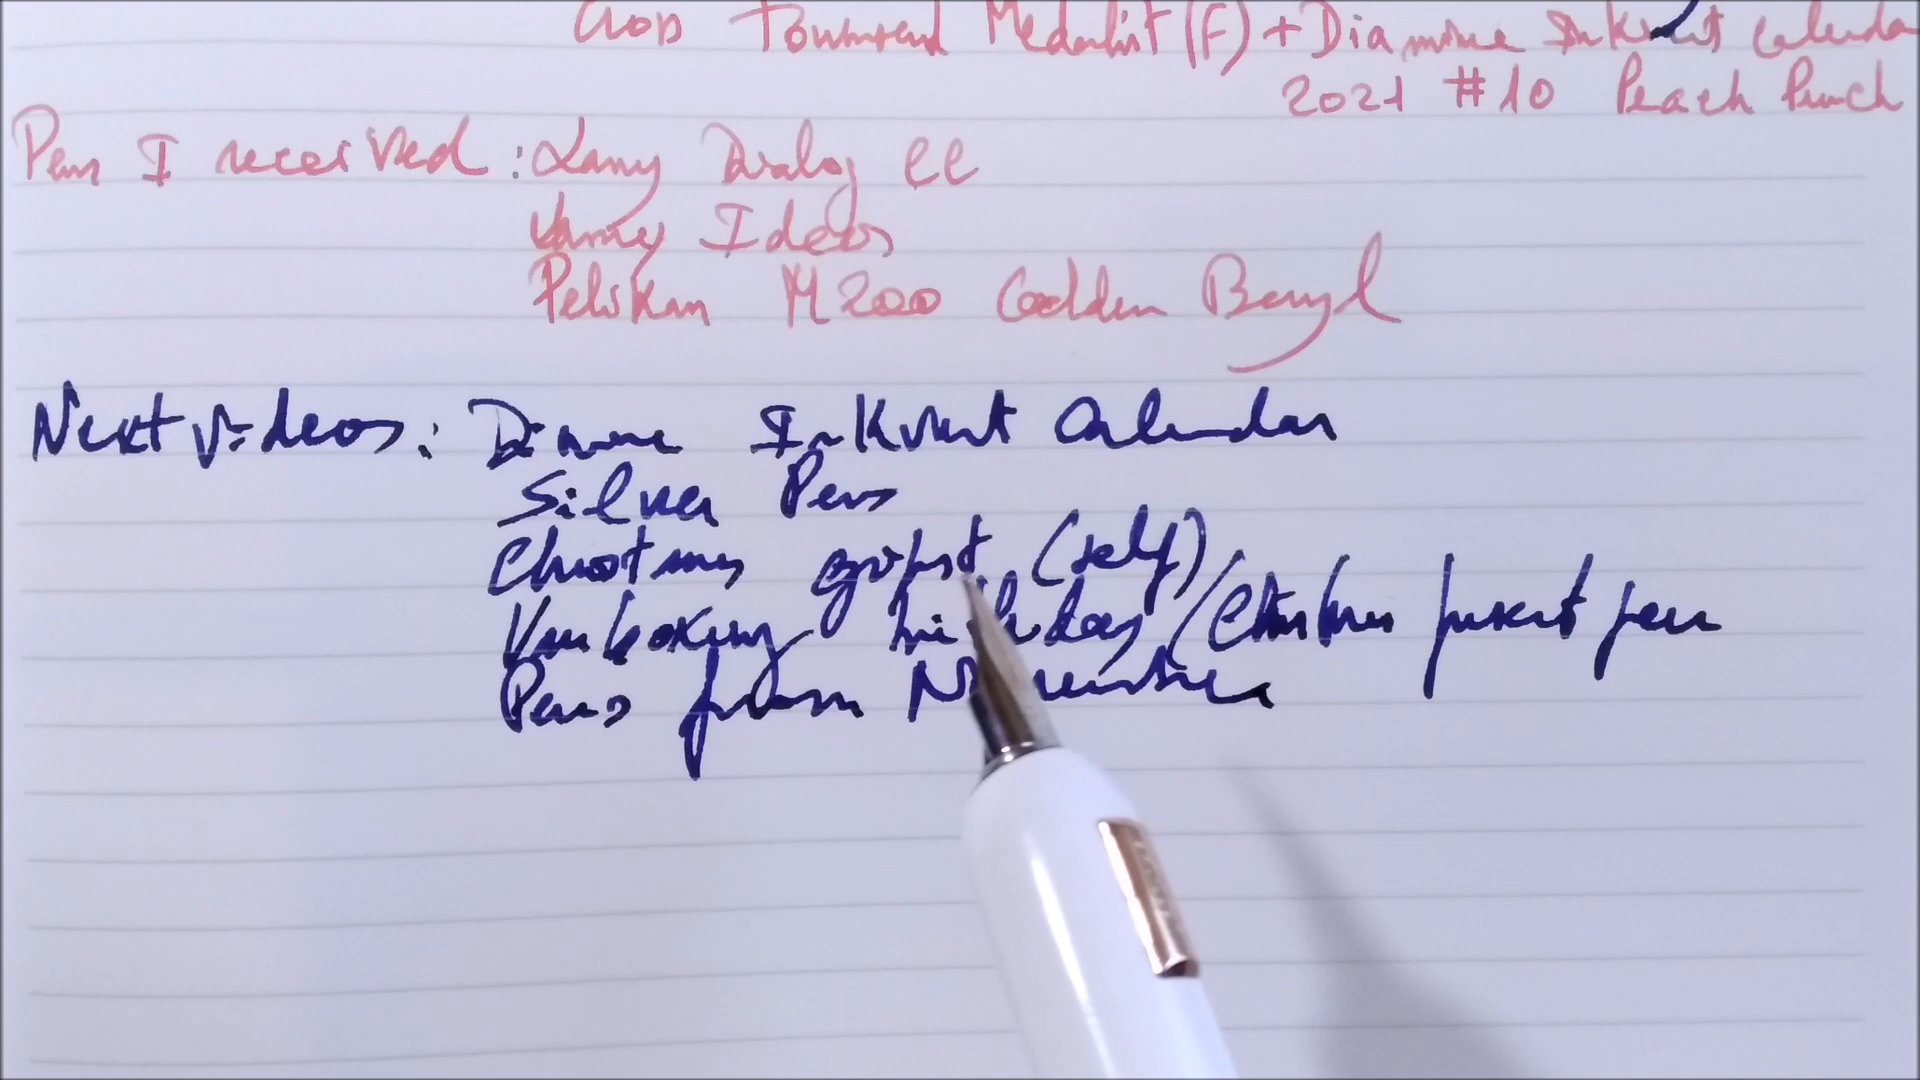 Cross Townsend Medalist (F) + Diamine Inkvent Calendar
2021 #10 Peach Punch
Pens I received: Lamy Dialog CC
Lamy Ideos
Pelikan M200 Golden Beryl
Next videos: Diamine Inkvent Calendar
Silver Pens
Christmas (self)
Unboxing birthday / Christmas present pen
Pens from November